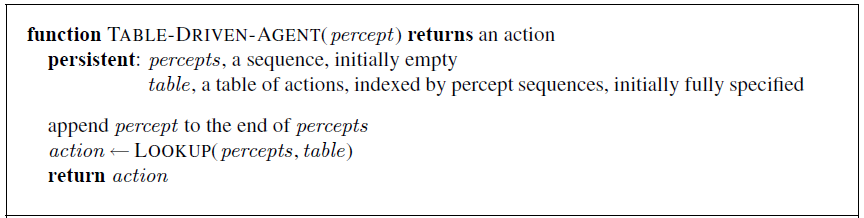 function TABLE-DRIVEN-AGENT(percept) returns an action
persistent: percepts, a sequence, initially empty
table, a table of actions, indexed by percept sequences, initially fully specified
append percept to the end of percepts
action ← LOOKUP(percepts, table)
return action